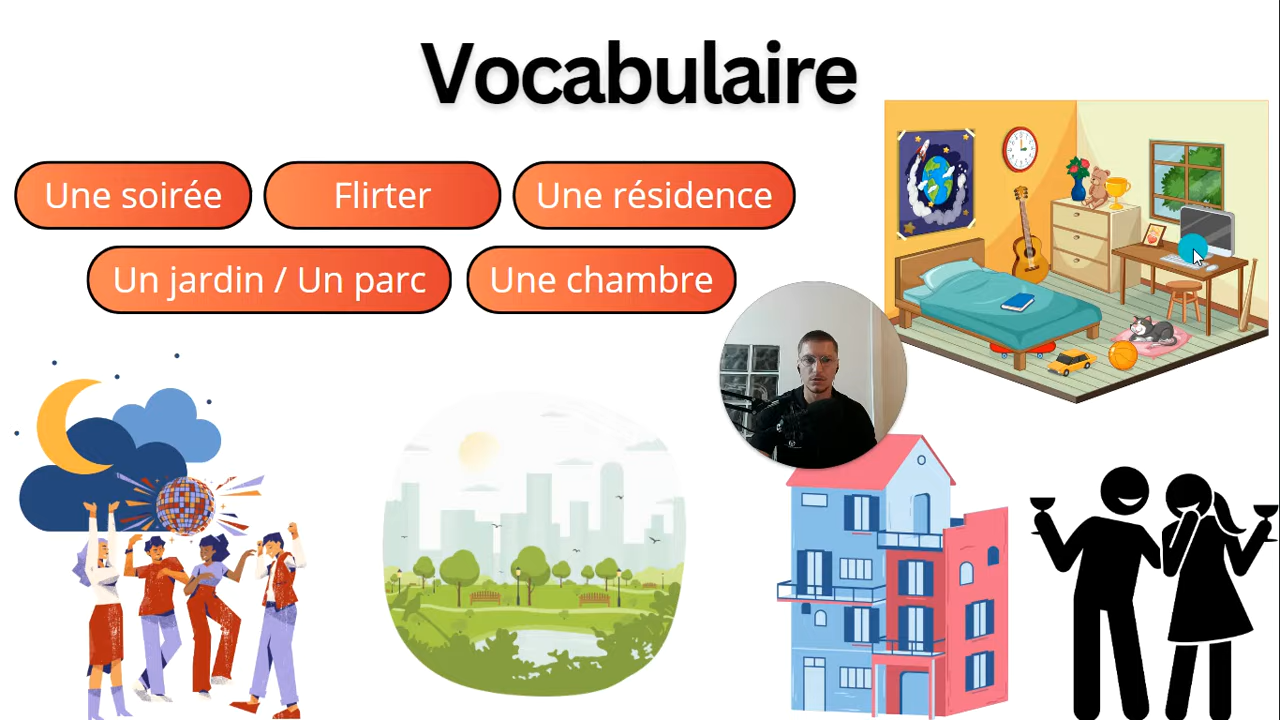 Vocabulaire
Une soirée
Flirter
Une résidence
Un jardin / Un parc
Une chambre